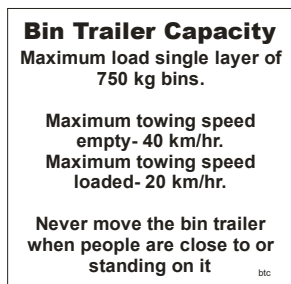 Bin Trailer Capacity
Maximum load single layer of
750 kg bins.
Maximum towing speed
empty- 40 km/hr.
Maximum towing speed
loaded- 20 km/hr.
Never move the bin trailer
when people are close to or
standing on it
btc